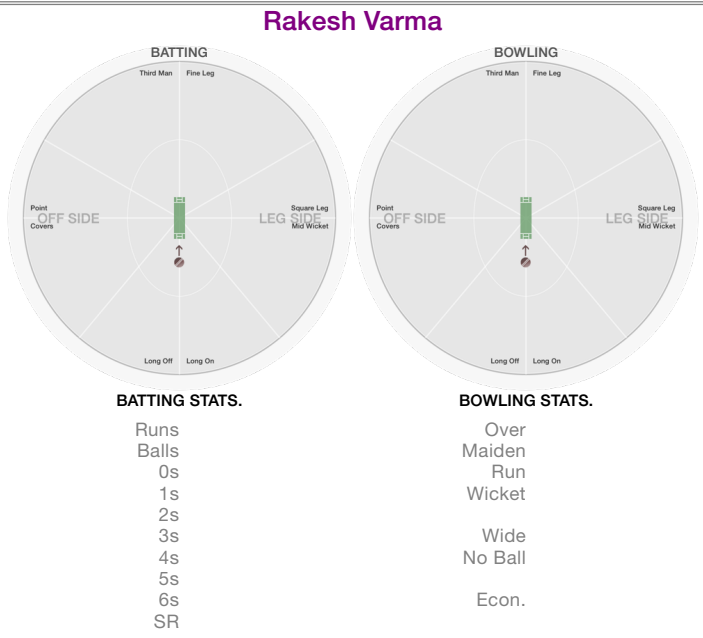 Rakesh Varma
BATTING
Third Man
Fine Leg
Point
OFF SIDE
Covers
Square Leg
LEG SIDE
Mid Wicket
Long Off
Long On
BOWLING
Third Man
Fine Leg
Point
OFF SIDE
Covers
Square Leg
LEG SIDE
Mid Wicket
Long Off
Long On
BATTING STATS.
Runs
Balls
0s
1s
2s
3s
4s
5s
6s
SR
BOWLING STATS.
Over
Maiden
Run
Wicket
Wide
No Ball
Econ.